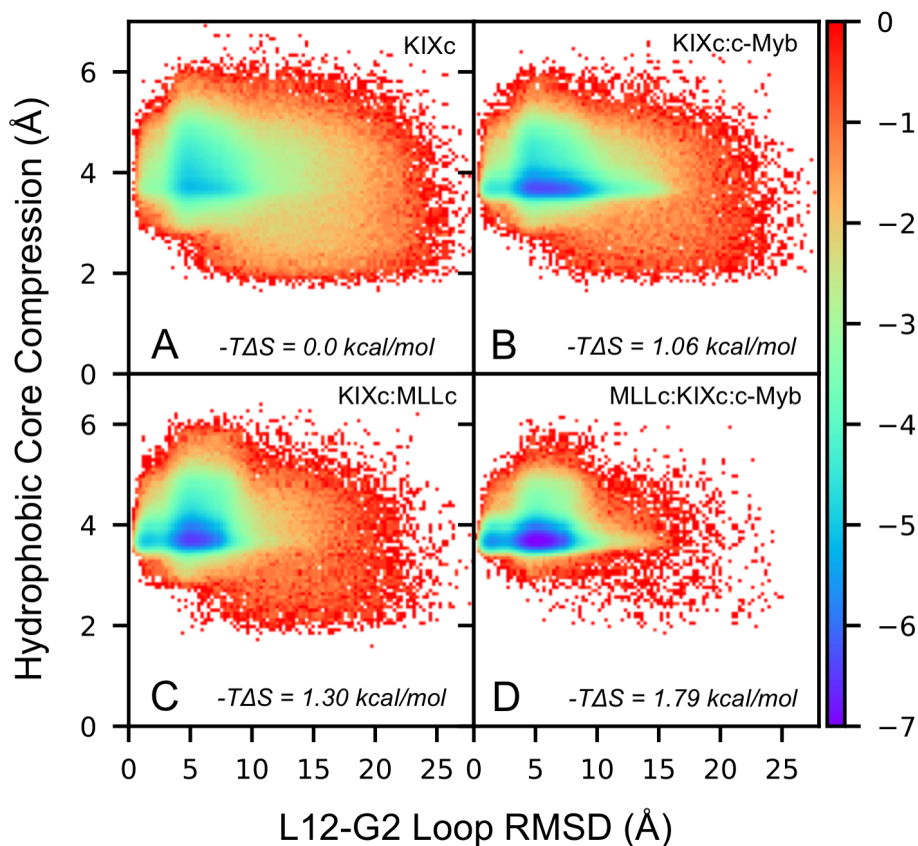 KIXc
KIXc:c-Myb
0
6
−1
4
−2
2
A
-TΔS = 0.0 kcal/mol
B
-TΔS = 1.06 kcal/mol
−3
0
Hydrophobic Core Compression (Å)
KIXc:MLLc
MLLc:KIXc:c-Myb
6
−4
4
−5
2
−6
C
-TΔS = 1.30 kcal/mol
D
-TΔS = 1.79 kcal/mol
0
−7
0 5 10 15 20 25 0 5 10 15 20 25
L12-G2 Loop RMSD (Å)